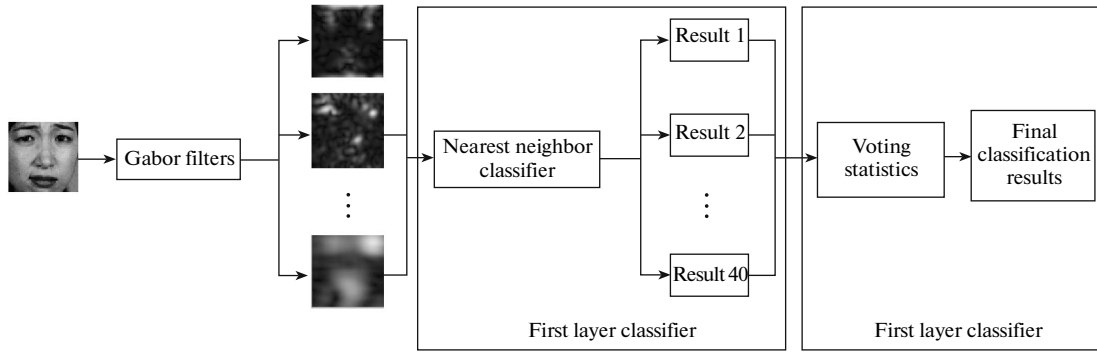 Gabor filters
Nearest neighbor
classifier
Result 1
Result 2
Result 40
First layer classifier
Voting
statistics
Final
classification
results
First layer classifier